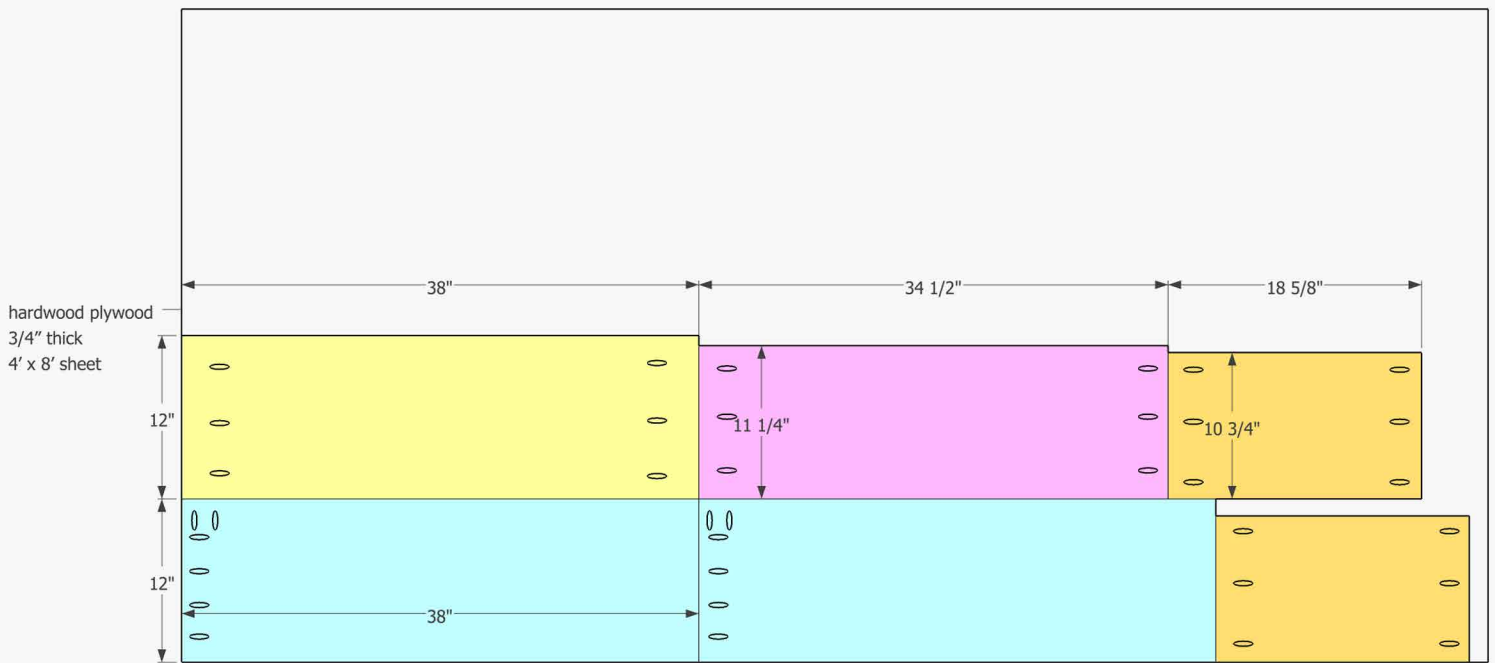 38"
34 1/2"
18 5/8"
hardwood plywood
3/4” thick
4’ x 8’ sheet
12"
11 1/4"
10 3/4"
12"
38"